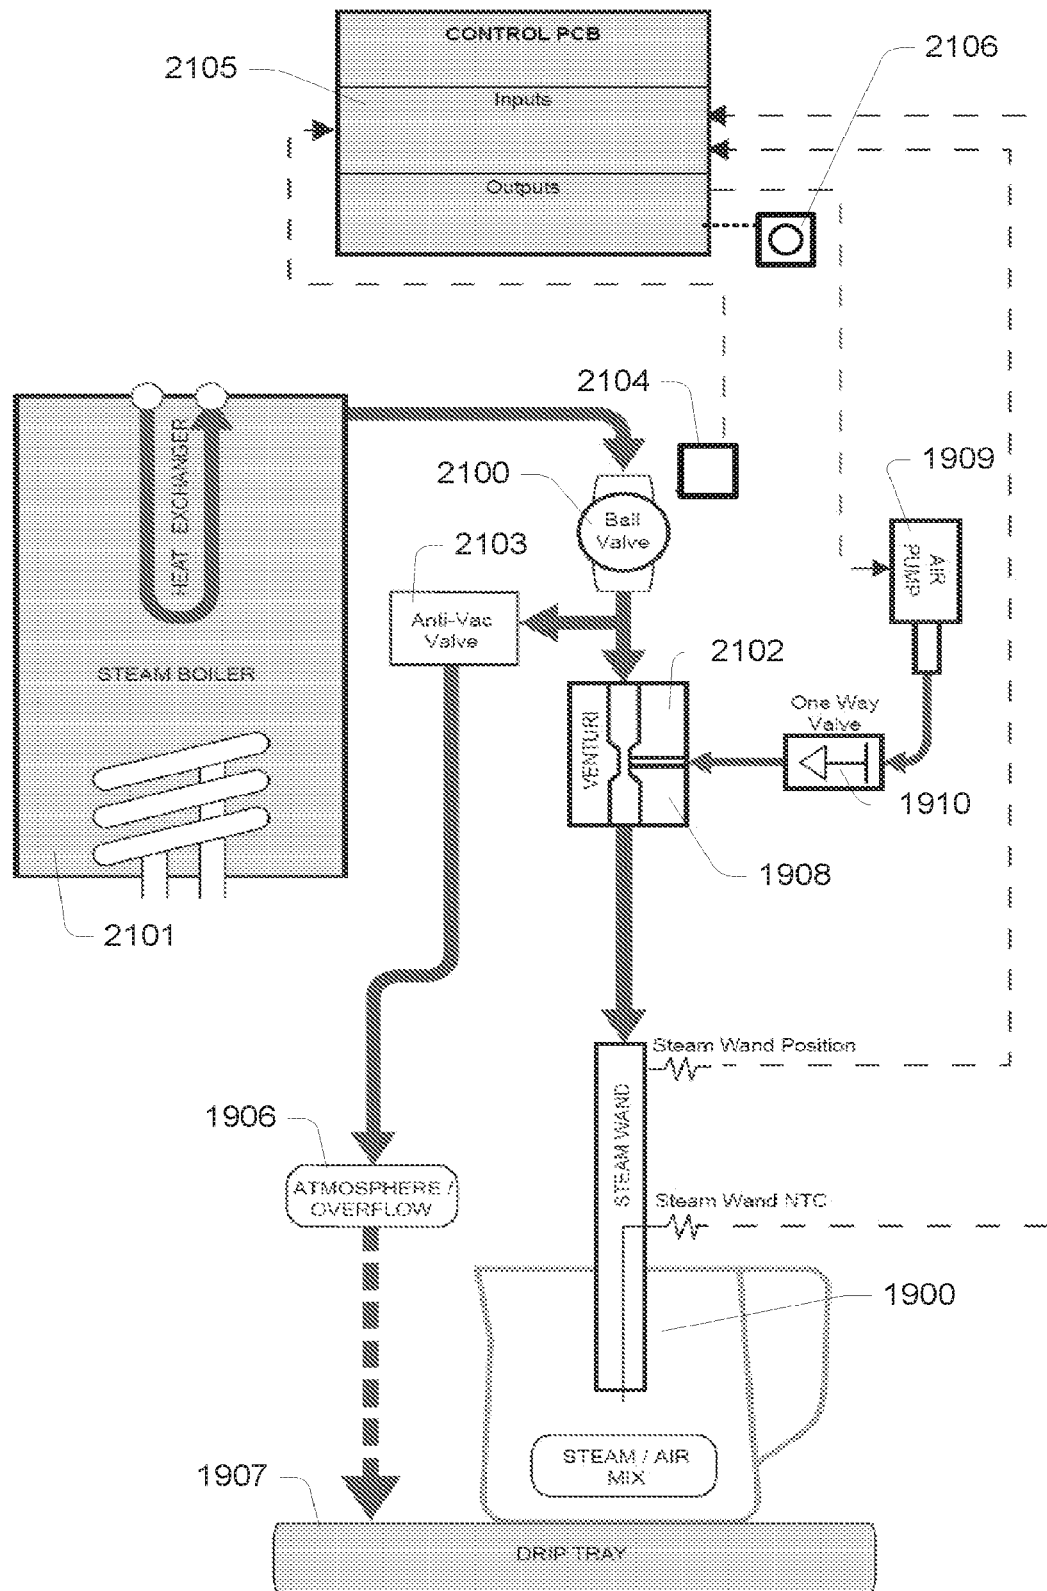 CONTROL PCB
2106
2105
Inputs
Outputs
2104
1909
2100
HEAT EXCHANGER
Ball
Valve
2103
AIR
PUMP
Anti-Vac
Valve
2102
STEAM BOILER
One Way
Valve
VENTURI
1910
1908
2101
Steam Wand Position
STEAM WAND
1906
ATMOSPHERE /
OVERFLOW
Steam Wand NTC
1900
STEAM / AIR
MIX
1907
DRIP TRAY